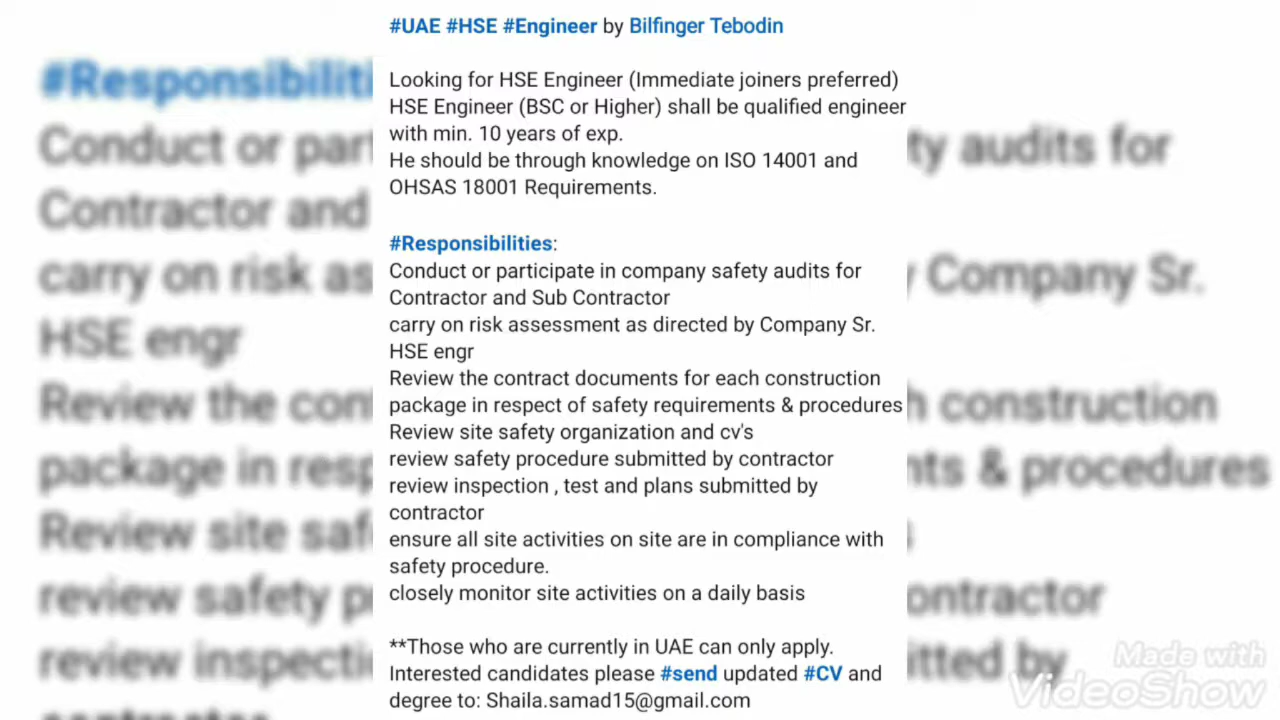 #UAE #HSE #Engineer by Bilfinger Tebodin
Looking for HSE Engineer (Immediate joiners preferred)
HSE Engineer (BSC or Higher) shall be qualified engineer
with min. 10 years of exp.
He should be through knowledge on ISO 14001 and
OHSAS 18001 Requirements.
#Responsibilities:
Conduct or participate in company safety audits for
Contractor and Sub Contractor
carry on risk assessment as directed by Company Sr.
HSE engr
Review the contract documents for each construction
package in respect of safety requirements & procedures
Review site safety organization and cv's
review safety procedure submitted by contractor
review inspection , test and plans submitted by
contractor
ensure all site activities on site are in compliance with
safety procedure.
closely monitor site activities on a daily basis
**Those who are currently in UAE can only apply.
Interested candidates please #send updated #CV and
degree to: Shaila.samad15@gmail.com
Made with
VideoShow